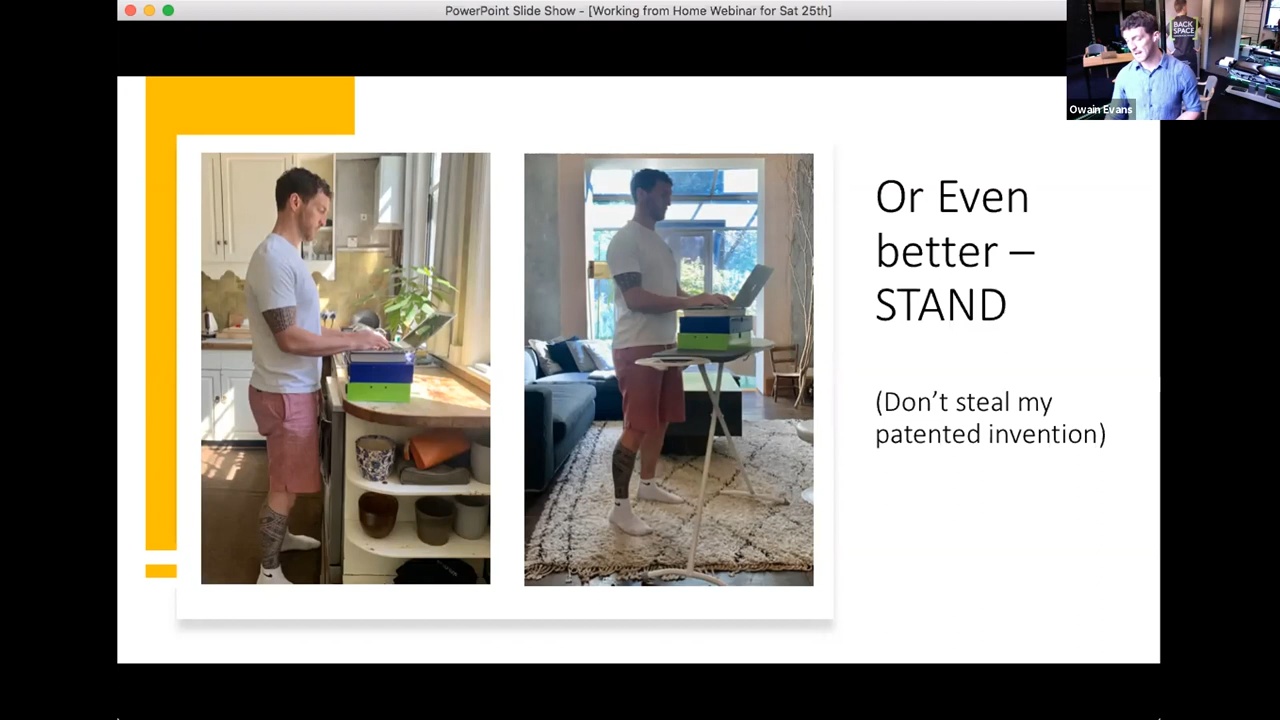 PowerPoint Slide Show - [Working from Home Webinar for Sat 25th]
BACK
SPACE
Owain Evans
Or Even
better –
STAND
(Don’t steal my
patented invention)